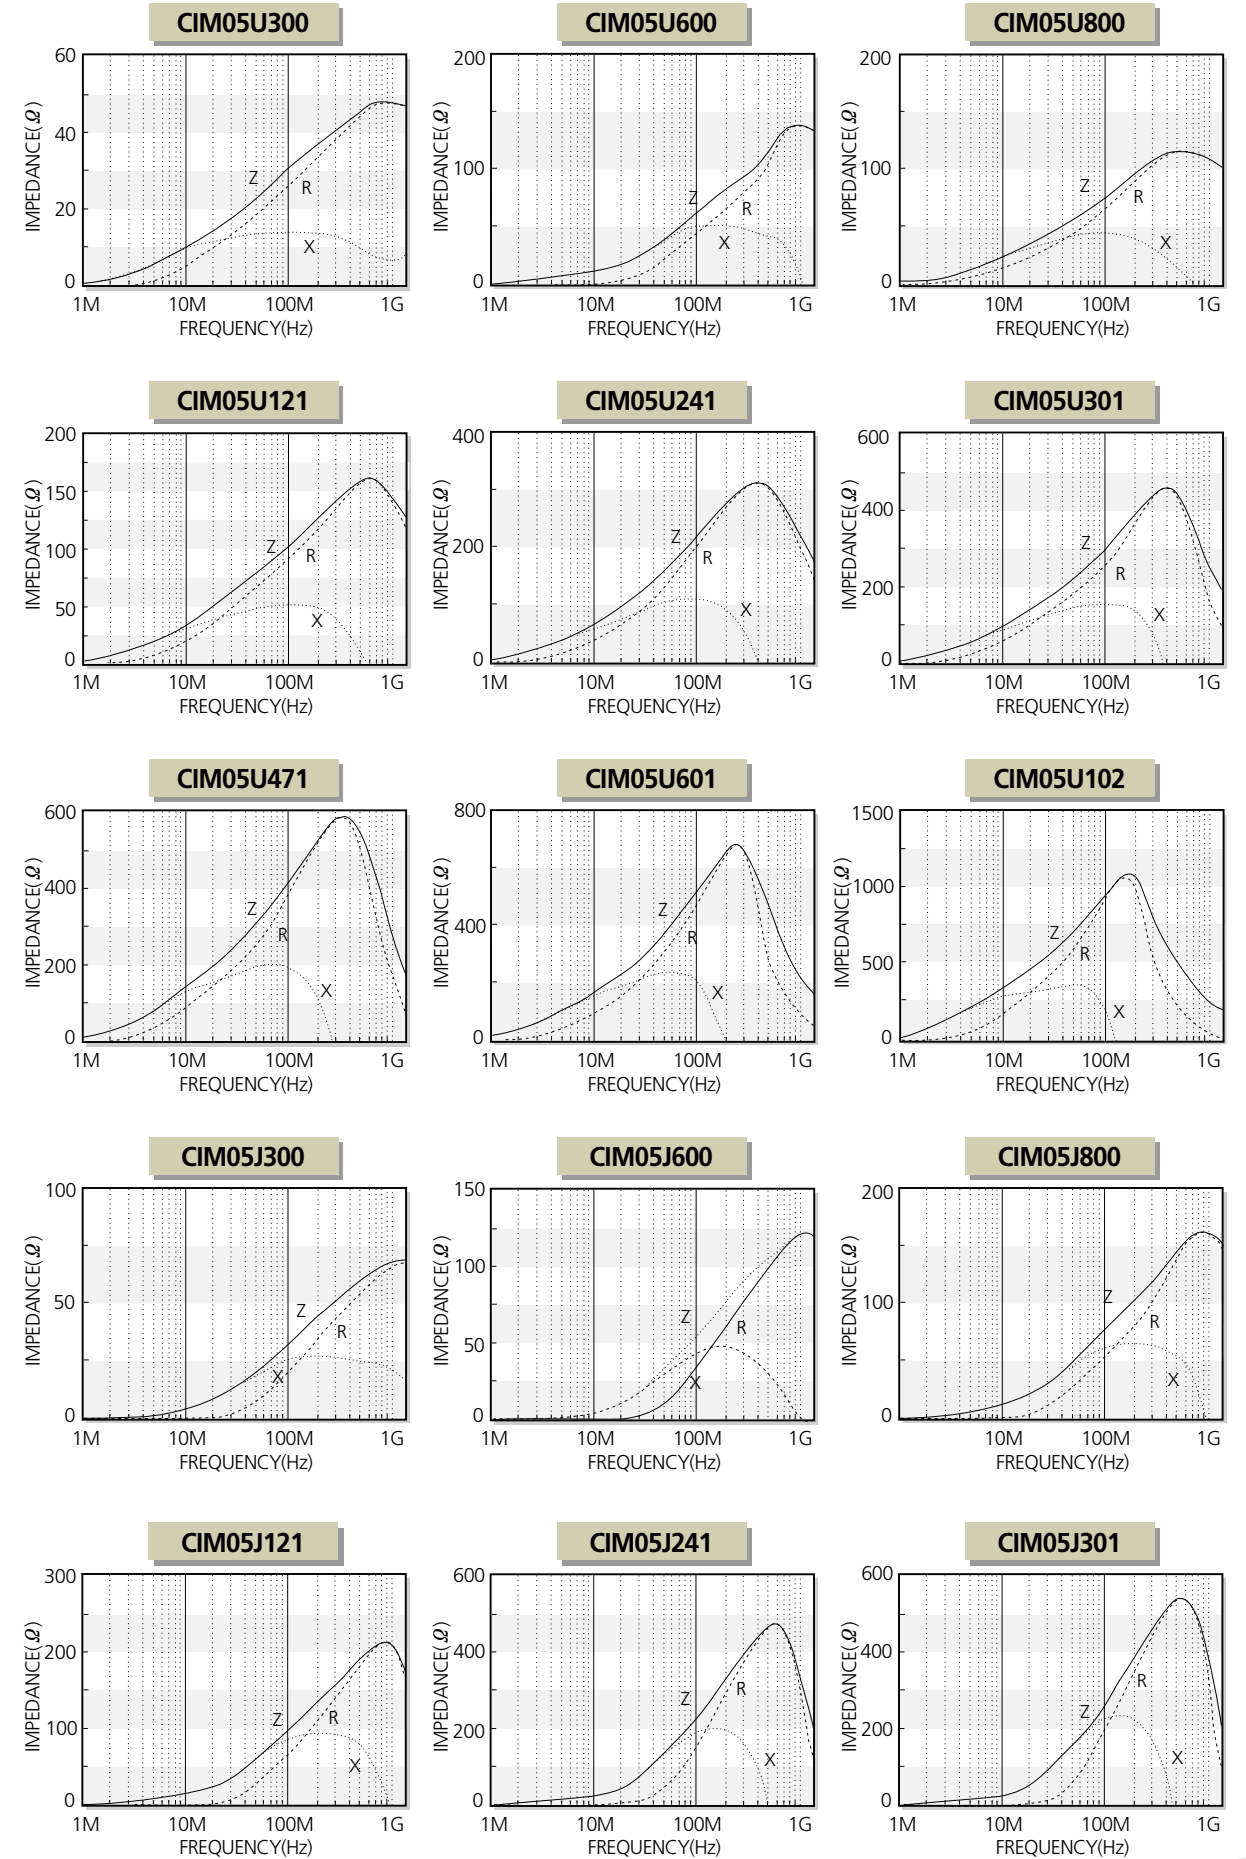 CIM05U300 CIM05U600 CIM05U800
60
40
20
0
IMPEDANCE(Ω)
Z
R
X
1M 10M 100M 1G
FREQUENCY(Hz)
200
100
0
IMPEDANCE(Ω)
Z
R
X
1M 10M 100M 1G
FREQUENCY(Hz)
200
100
0
IMPEDANCE(Ω)
Z
R
X
1M 10M 100M 1G
FREQUENCY(Hz)
CIM05U121 CIM05U241 CIM05U301
200
150
100
50
0
IMPEDANCE(Ω)
Z
R
X
1M 10M 100M 1G
FREQUENCY(Hz)
400
200
0
IMPEDANCE(Ω)
Z
R
X
1M 10M 100M 1G
FREQUENCY(Hz)
600
400
200
0
IMPEDANCE(Ω)
Z
R
X
1M 10M 100M 1G
FREQUENCY(Hz)
CIM05U471 CIM05U601 CIM05U102
600
400
200
0
IMPEDANCE(Ω)
Z
R
X
1M 10M 100M 1G
FREQUENCY(Hz)
800
400
0
IMPEDANCE(Ω)
Z
R
X
1M 10M 100M 1G
FREQUENCY(Hz)
1500
1000
500
0
IMPEDANCE(Ω)
Z
R
X
1M 10M 100M 1G
FREQUENCY(Hz)
CIM05J300 CIM05J600 CIM05J800
100
50
0
IMPEDANCE(Ω)
Z
R
X
1M 10M 100M 1G
FREQUENCY(Hz)
150
100
50
0
IMPEDANCE(Ω)
Z
R
X
1M 10M 100M 1G
FREQUENCY(Hz)
200
100
0
IMPEDANCE(Ω)
Z
R
X
10M 100M 1G
FREQUENCY(Hz)
CIM05J121 CIM05J241 CIM05J301
300
200
100
0
IMPEDANCE(Ω)
Z
R
X
1M 10M 100M 1G
FREQUENCY(Hz)
600
400
200
0
IMPEDANCE(Ω)
Z
R
X
1M 10M 100M 1G
FREQUENCY(Hz)
600
400
200
0
IMPEDANCE(Ω)
Z
R
X
1M 10M 100M 1G
FREQUENCY(Hz)